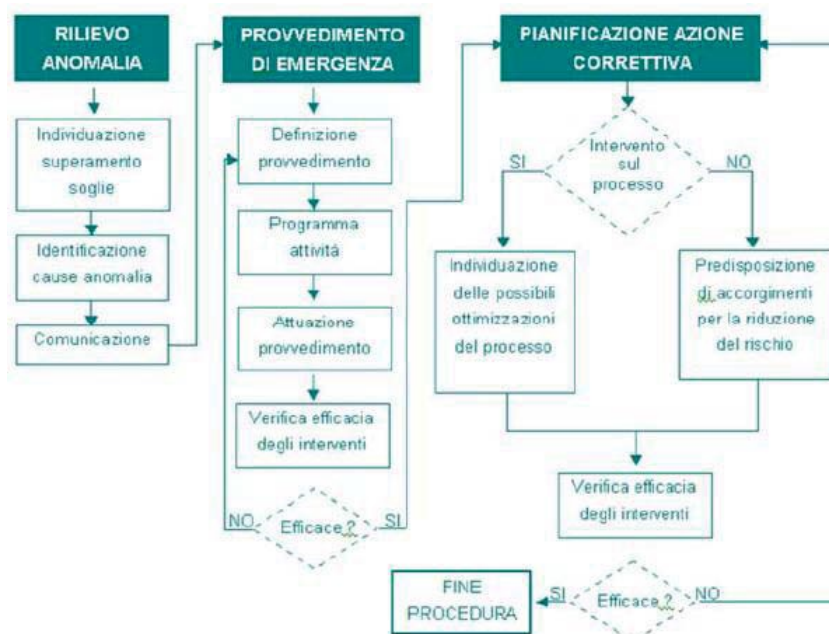 RILIEVO
ANOMALIA
Individuazione
superamento
soglie
Identificazione
cause anomalia
Comunicazione
PROVVEDIMENTO
DI EMERGENZA
Definizione
provvedimento
Programma
attività
Attuazione
provvedimento
Verifica efficacia
degli interventi
NO
Efficace ?
SI
PIANIFICAZIONE AZIONE
CORRETTIVA
Intervento
sul
processo
SI
NO
Individuazione
delle possibili
ottimizzazioni
del processo
Predisposizione
di accorgimenti
per la riduzione
del rischio
Verifica efficacia
degli interventi
Efficace ?
SI
NO
FINE
PROCEDURA